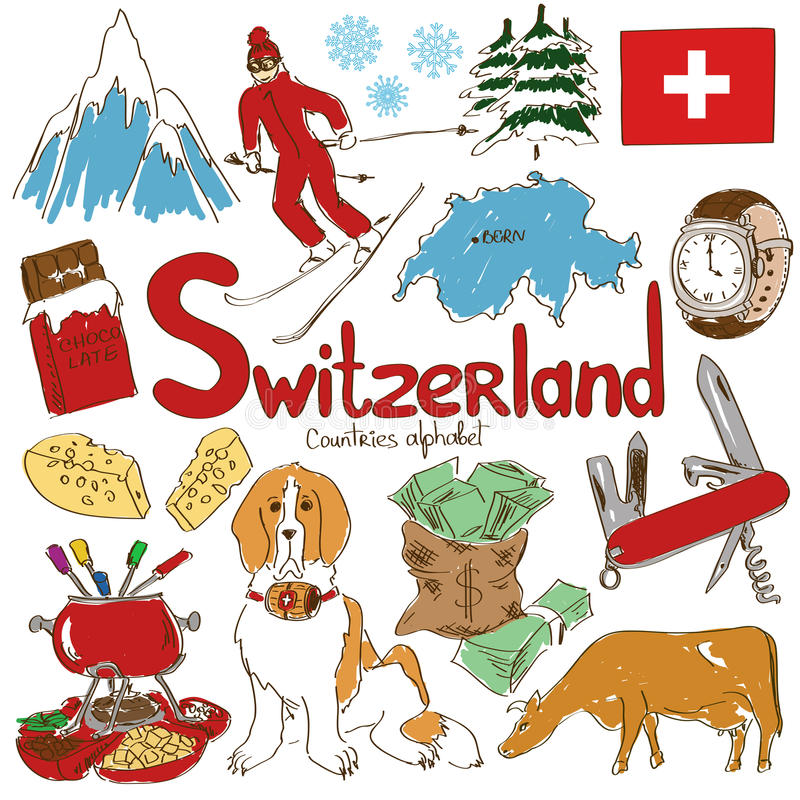 BERN
CHOCO
LATE
Switzerland
Countries alphabet
$